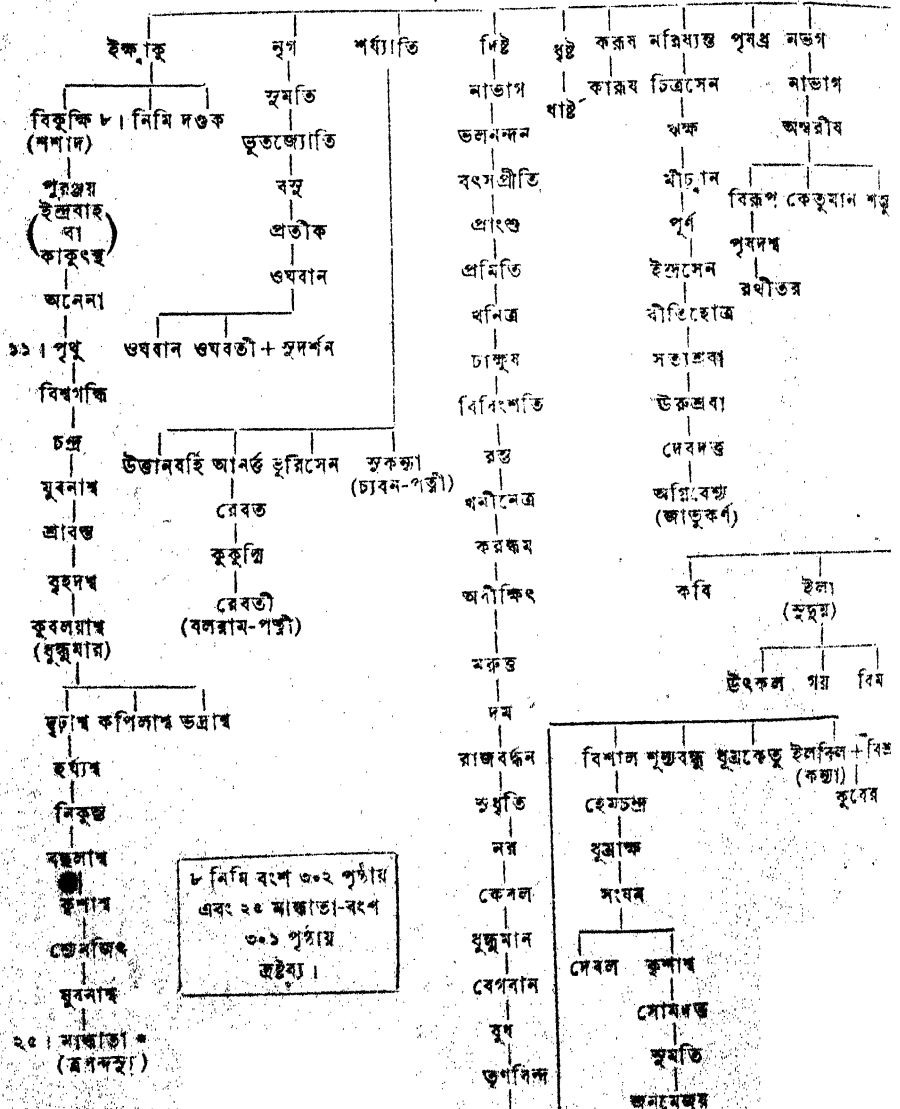 ইক্ষ্বাকু নৃগ শর্য্যাতি দিষ্ট ধৃষ্ট করূষ নরিষ্যন্ত পৃষধ্র নভগ
সুমতি নাভাগ ধার্ষ্ট কারূষ চিত্রসেন নাভাগ
বিকুক্ষি ৮। নিমি দণ্ডক
(শশাদ)
ভূতজ্যোতি ভলনন্দন ঋক্ষ অম্বরীষ
পুরঞ্জয় বসু বৎসপ্রীতি মীঢ়্বান বিরূপ কেতুমান শম্ভু
(ইন্দ্রবাহ
বা
কাকুৎস্থ)
প্রতীক প্রাংশু পূর্ণ পৃষদশ্ব
অনেনা ওঘবান প্রমিতি ইন্দ্রসেন রথীতর
খনিত্র বীতিহোত্র
১১। পৃথু ওঘবান ওঘবতী + সুদর্শন চাক্ষুষ সত্যশ্রবা
বিশ্বগন্ধি বিবিংশতি উরুশ্রবা
চন্দ্র উত্তানবর্হি আনর্ত্ত ভূরিসেন সুকন্যা রম্ভ দেবদত্ত
(চ্যবন-পত্নী)
যুবনাশ্ব রেবত খনীনেত্র অগ্নিবেশ্য
(জাতুকর্ণ)
শ্রাবস্ত কুকুদ্মি করন্ধম
বৃহদশ্ব রেবতী অবীক্ষিৎ কবি ইলা
(বলরাম-পত্নী) (সুদ্যুম্ন)
কুবলয়াশ্ব
(ধুন্ধুমার)
মরুত্ত উৎকল গয় বিম
দৃঢ়াশ্ব কপিলাশ্ব ভদ্রাশ্ব দম
হর্য্যশ্ব রাজবর্দ্ধন বিশাল শূন্যবন্ধু ধূম্রকেতু ইলবিল + বিশ্র
(কন্যা)
কুবের
নিকুম্ভ সুধৃতি হেমচন্দ্র
বহুলাশ্ব নর ধূম্রাক্ষ
কৃশাশ্ব কেবল সংযম
সেনজিৎ ধুন্ধুমান দেবল কৃশাশ্ব
যুবনাশ্ব বেগবান সোমদত্ত
২৫। মান্ধাতা * বুধ সুমতি
(ত্রসদস্যু) তৃণবিন্দ জনমেজয়
৮ নিমি বংশ ৩০২ পৃষ্ঠায়
এবং ২৫ মান্ধাতা-বংশ
৩০১ পৃষ্ঠায়
দ্রষ্টব্য।